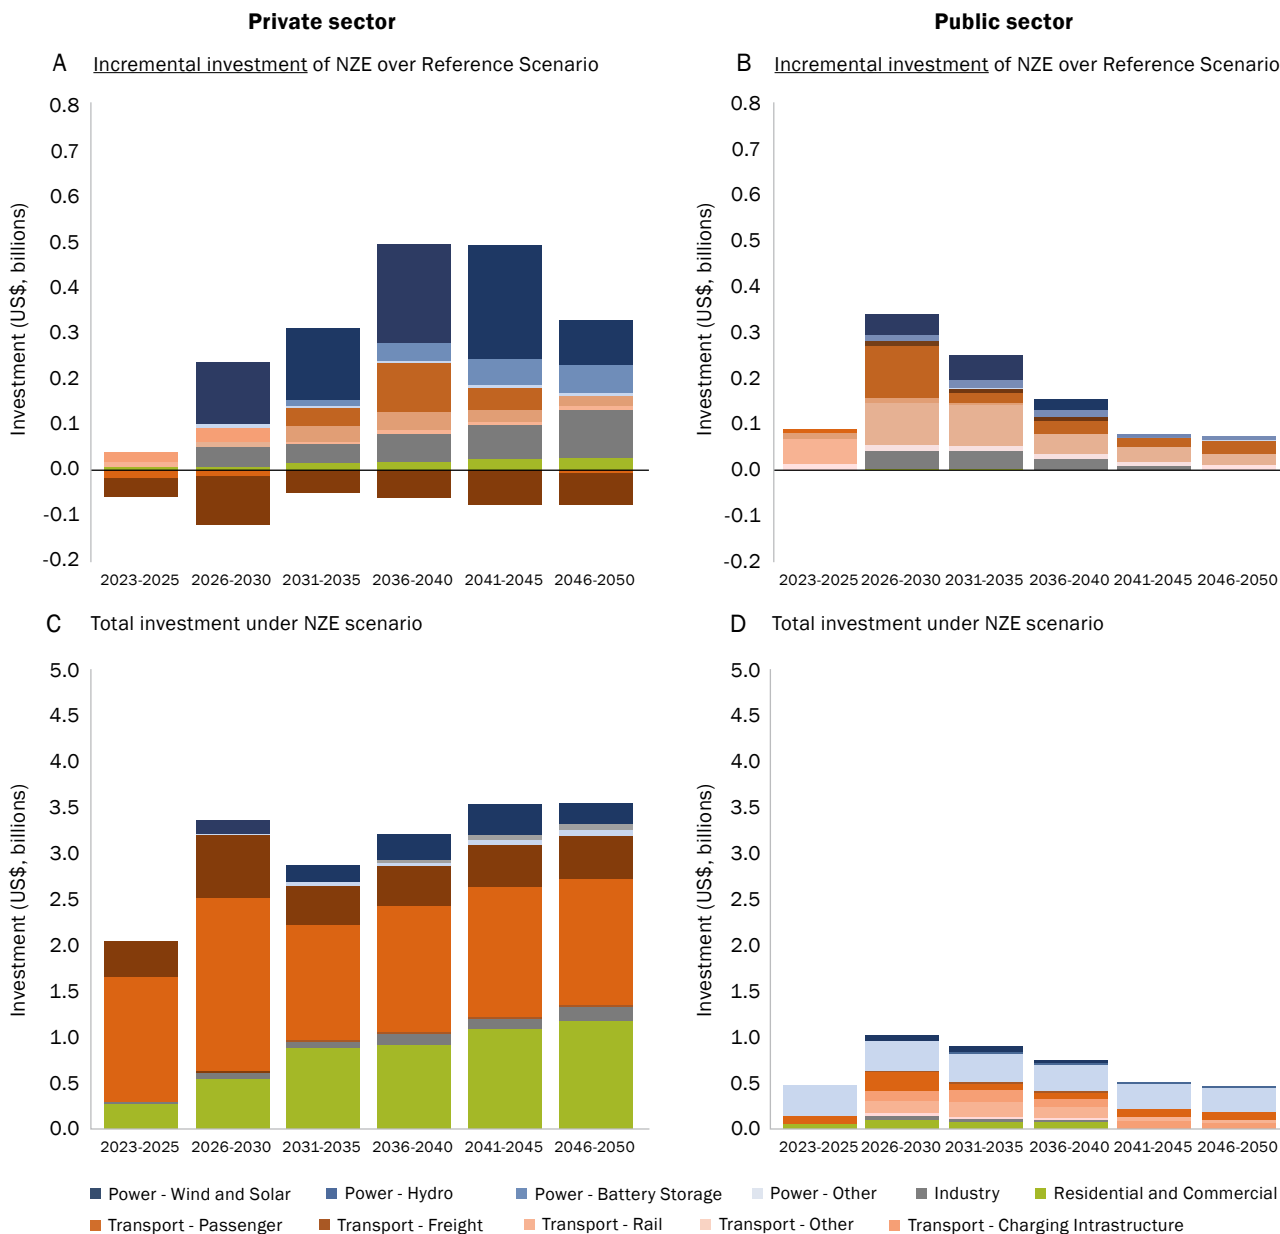 Private sector
Public sector
A Incremental investment of NZE over Reference Scenario
B Incremental investment of NZE over Reference Scenario
Investment (US$, billions)
0.8
0.7
0.6
0.5
0.4
0.3
0.2
0.1
0.0
-0.1
-0.2
2023-2025 2026-2030 2031-2035 2036-2040 2041-2045 2046-2050
Investment (US$, billions)
0.8
0.7
0.6
0.5
0.4
0.3
0.2
0.1
0.0
-0.1
-0.2
2023-2025 2026-2030 2031-2035 2036-2040 2041-2045 2046-2050
C Total investment under NZE scenario
D Total investment under NZE scenario
Investment (US$, billions)
5.0
4.5
4.0
3.5
3.0
2.5
2.0
1.5
1.0
0.5
0.0
2023-2025 2026-2030 2031-2035 2036-2040 2041-2045 2046-2050
Investment (US$, billions)
5.0
4.5
4.0
3.5
3.0
2.5
2.0
1.5
1.0
0.5
0.0
2023-2025 2026-2030 2031-2035 2036-2040 2041-2045 2046-2050
Power - Wind and Solar Power - Hydro Power - Battery Storage Power - Other Industry Residential and Commercial
Transport - Passenger Transport - Freight Transport - Rail Transport - Other Transport - Charging Intrastructure